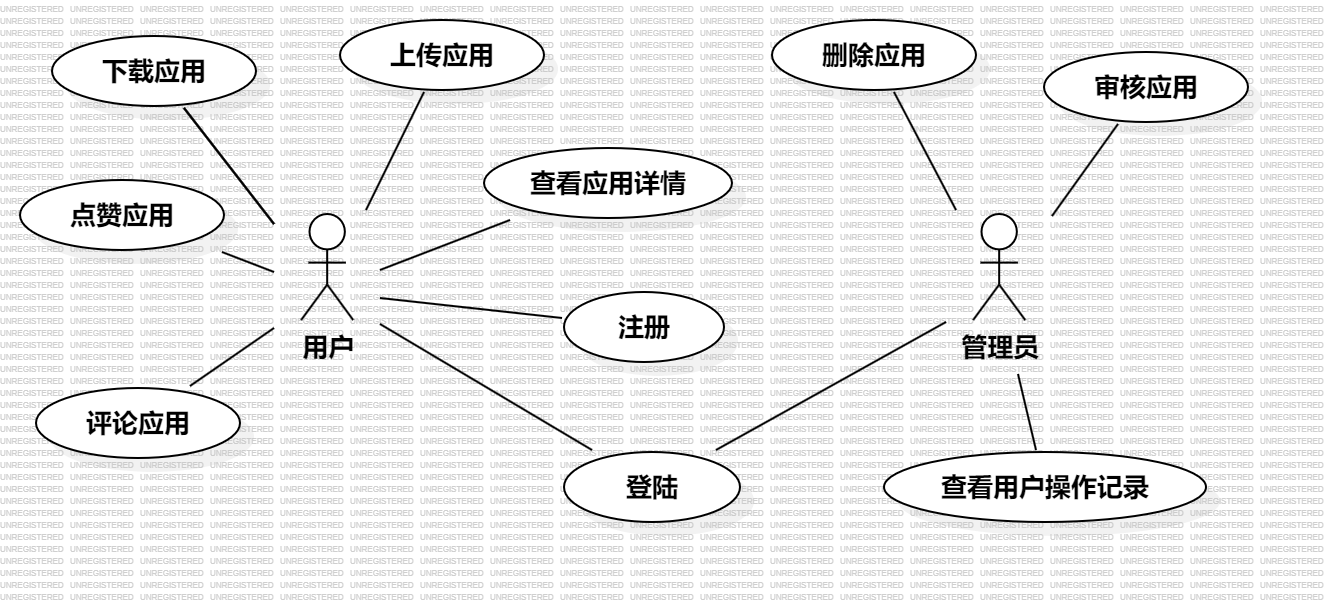 上传应用
删除应用
下载应用
审核应用
查看应用详情
点赞应用
注册
用户
管理员
评论应用
登陆
查看用户操作记录
UNREGISTERED